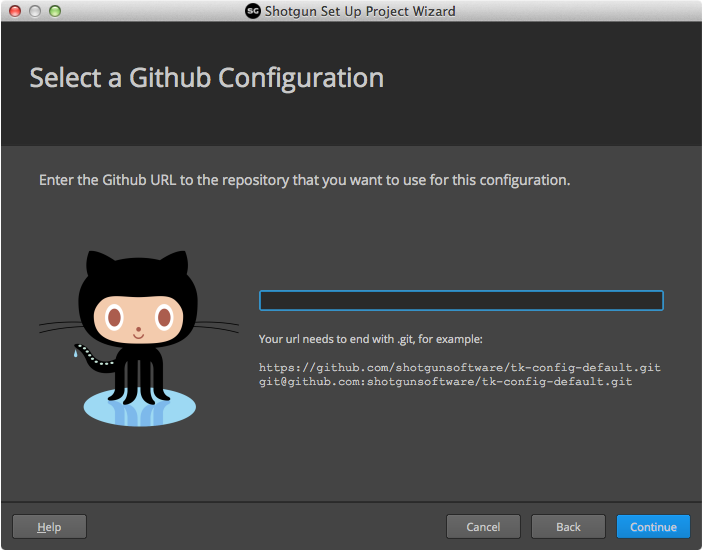 SG Shotgun Set Up Project Wizard
Select a Github Configuration
Enter the Github URL to the repository that you want to use for this configuration.
Your url needs to end with .git, for example:
https://github.com/shotgunsoftware/tk-config-default.git
git@github.com:shotgunsoftware/tk-config-default.git
Help Cancel Back Continue